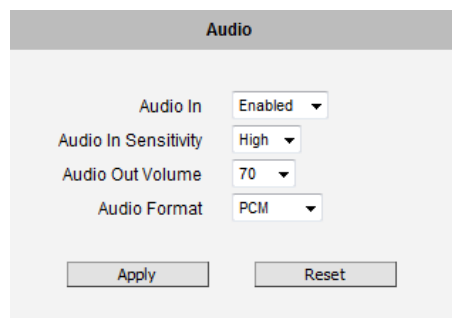 Audio
Audio In Enabled
Audio In Sensitivity High
Audio Out Volume 70
Audio Format PCM
Apply Reset